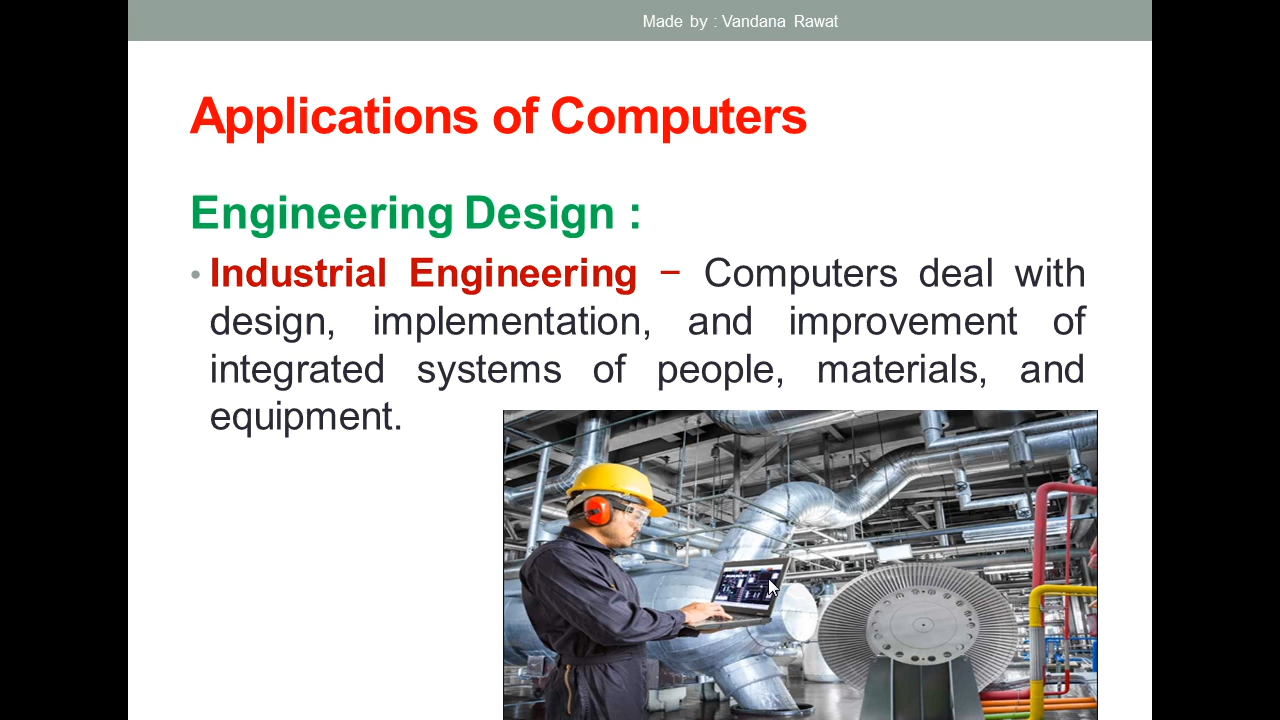 Made by : Vandana Rawat
Applications of Computers
Engineering Design :
• Industrial Engineering − Computers deal with
design, implementation, and improvement of
integrated systems of people, materials, and
equipment.